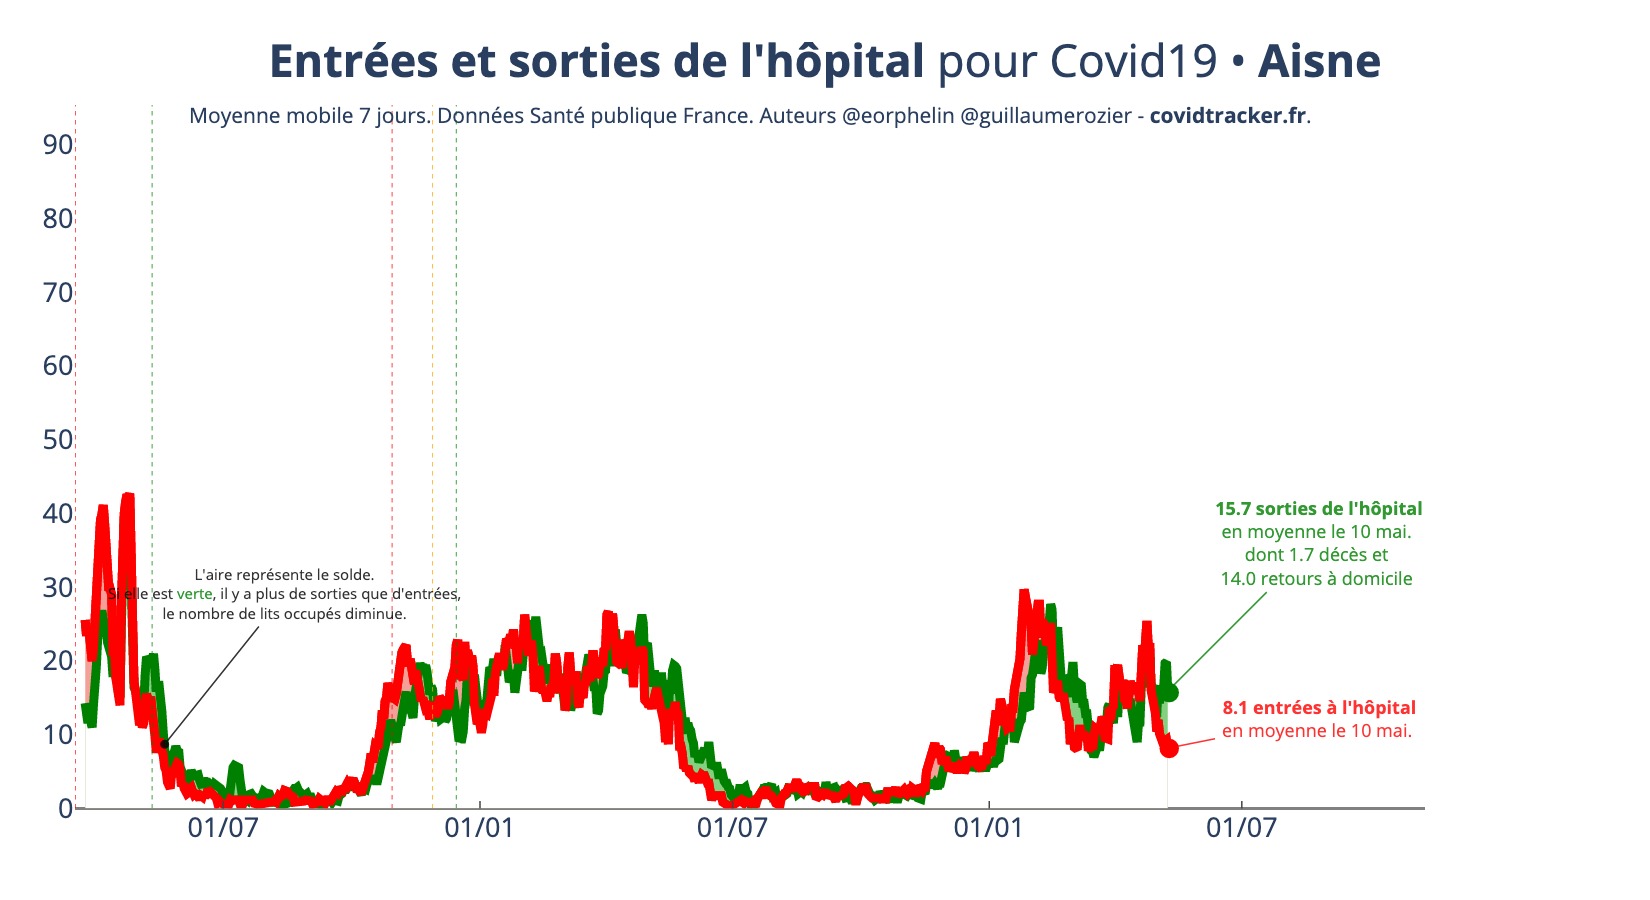 Entrées et sorties de l'hôpital pour Covid19 • Aisne
Moyenne mobile 7 jours. Données Santé publique France. Auteurs @eorphelin @guillaumerozier - covidtracker.fr.
90
80
70
60
50
40
30
20
10
0
L'aire représente le solde.
Si elle est verte, il y a plus de sorties que d'entrées,
le nombre de lits occupés diminue.
15.7 sorties de l'hôpital
en moyenne le 10 mai.
dont 1.7 décès et
14.0 retours à domicile
8.1 entrées à l'hôpital
en moyenne le 10 mai.
01/07
01/01
01/07
01/01
01/07